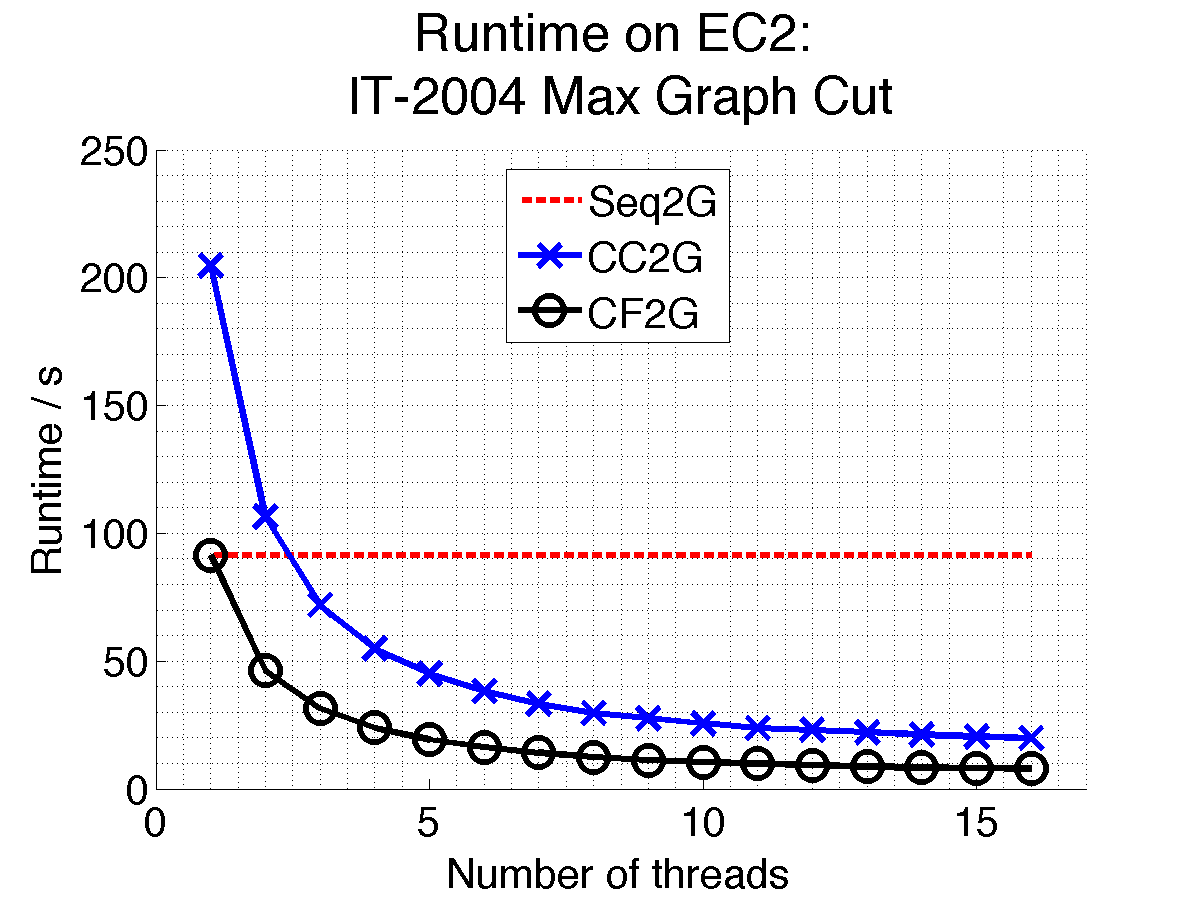 Runtime on EC2:
IT-2004 Max Graph Cut
250
200
150
100
50
0
Runtime / s
Seq2G
CC2G
CF2G
0
5
10
15
Number of threads